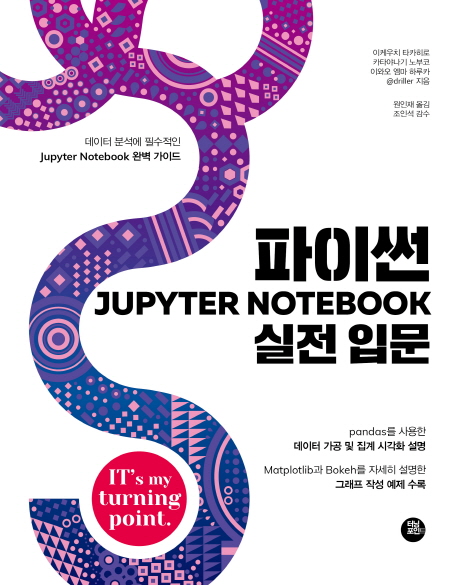 이케우치 타카히로
카타야나기 노부코
이와오 엠마 하루카
@driller 지음
원인재 옮김
조인석 감수
데이터 분석에 필수적인
Jupyter Notebook 완벽 가이드
파이썬
JUPYTER NOTEBOOK
실전 입문
pandas를 사용한
데이터 가공 및 집계 시각화 설명
Matplotlib과 Bokeh를 자세히 설명한
그래프 작성 예제 수록
IT's my
turning
point.
터닝
포인트